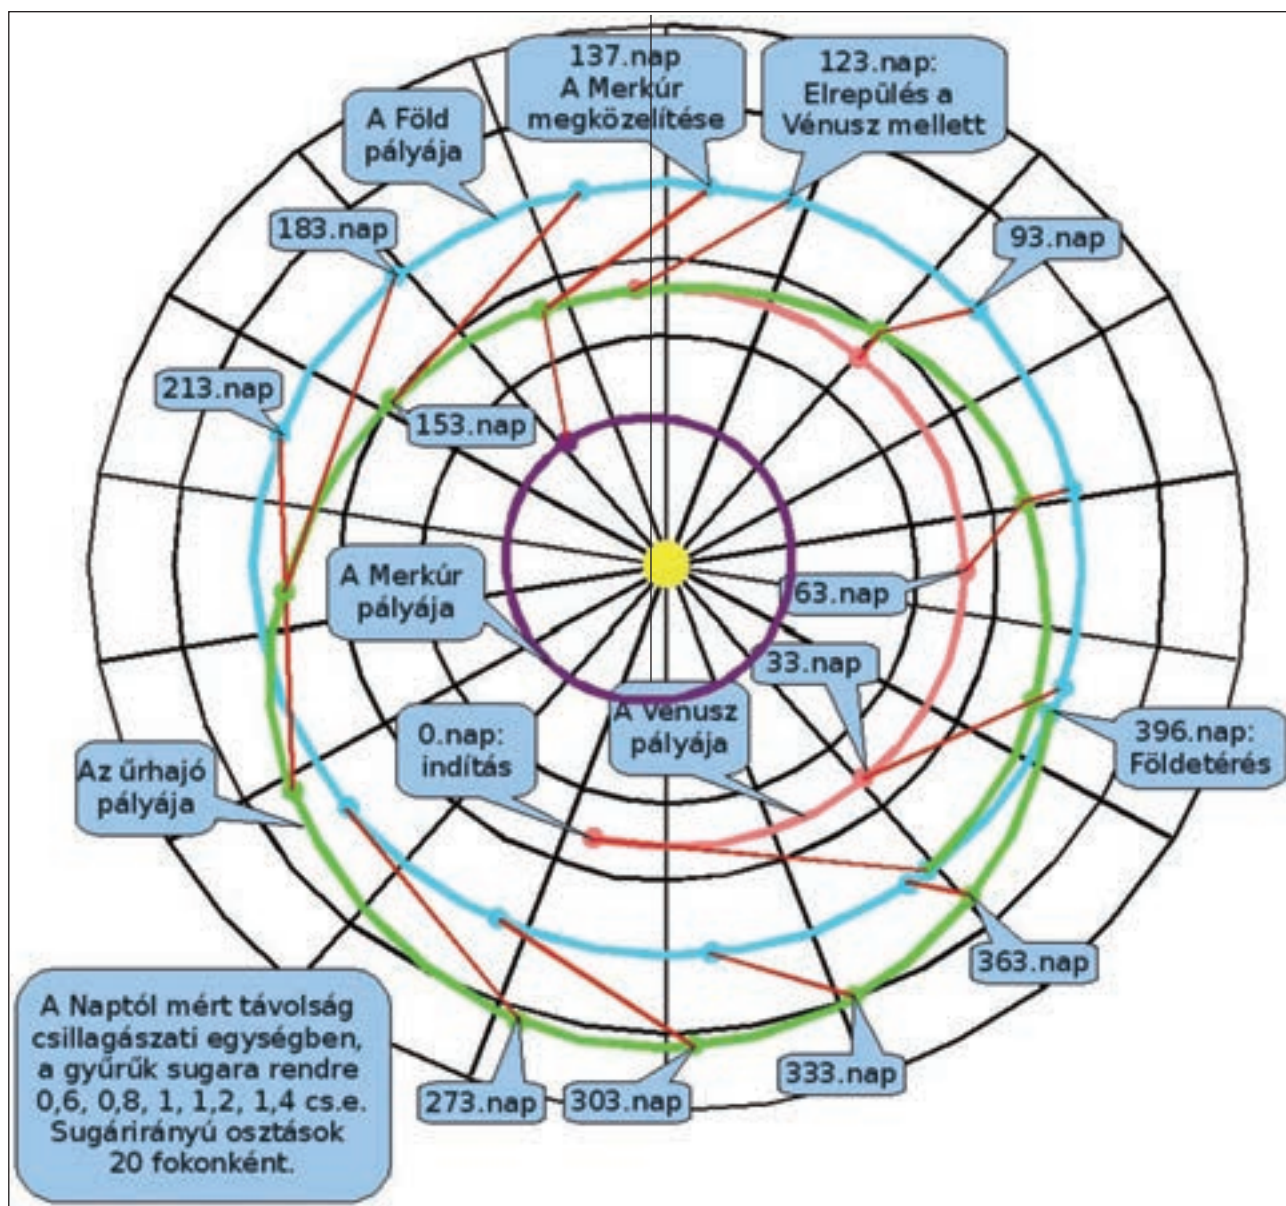 137.nap
A Merkúr
megközelítése
123.nap:
Elrepülés a
Vénusz mellett
A Föld
pályája
183.nap
93.nap
213.nap
153.nap
A Merkúr
pályája
63.nap
33.nap
A Vénusz
pályája
0.nap:
indítás
396.nap:
Földetérés
Az űrhajó
pályája
363.nap
333.nap
303.nap
273.nap
A Naptól mért távolság
csillagászati egységben,
a gyűrűk sugara rendre
0,6, 0,8, 1, 1,2, 1,4 cs.e.
Sugárirányú osztások
20 fokonként.